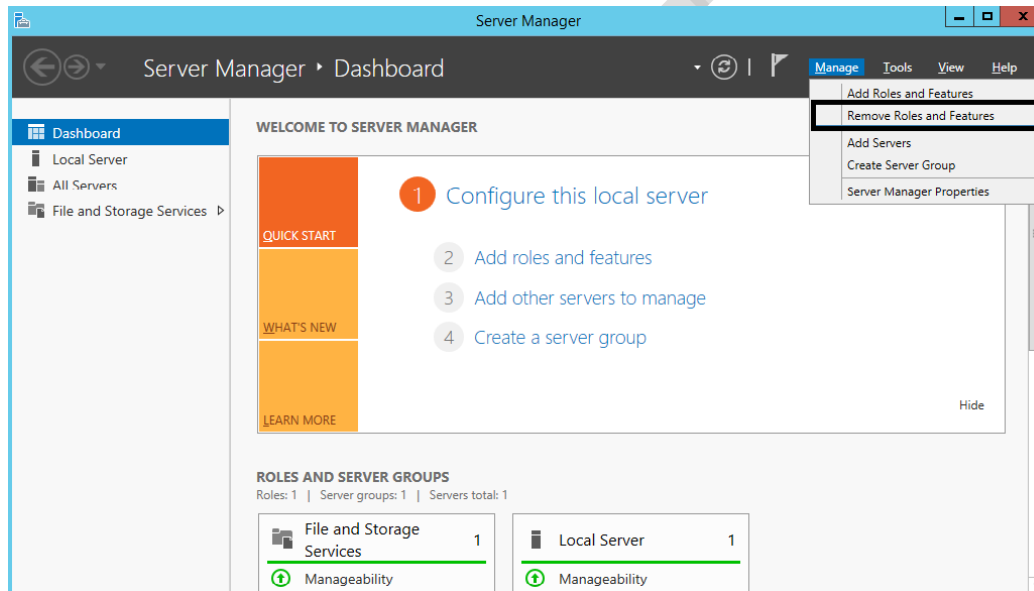 Server Manager
Server Manager • Dashboard
Manage Tools View Help
Add Roles and Features
Remove Roles and Features
Add Servers
Create Server Group
Server Manager Properties
Dashboard
Local Server
All Servers
File and Storage Services
WELCOME TO SERVER MANAGER
QUICK START
WHAT'S NEW
LEARN MORE
1 Configure this local server
2 Add roles and features
3 Add other servers to manage
4 Create a server group
Hide
ROLES AND SERVER GROUPS
Roles: 1 | Server groups: 1 | Servers total: 1
File and Storage
Services
1
Manageability
Local Server 1
Manageability